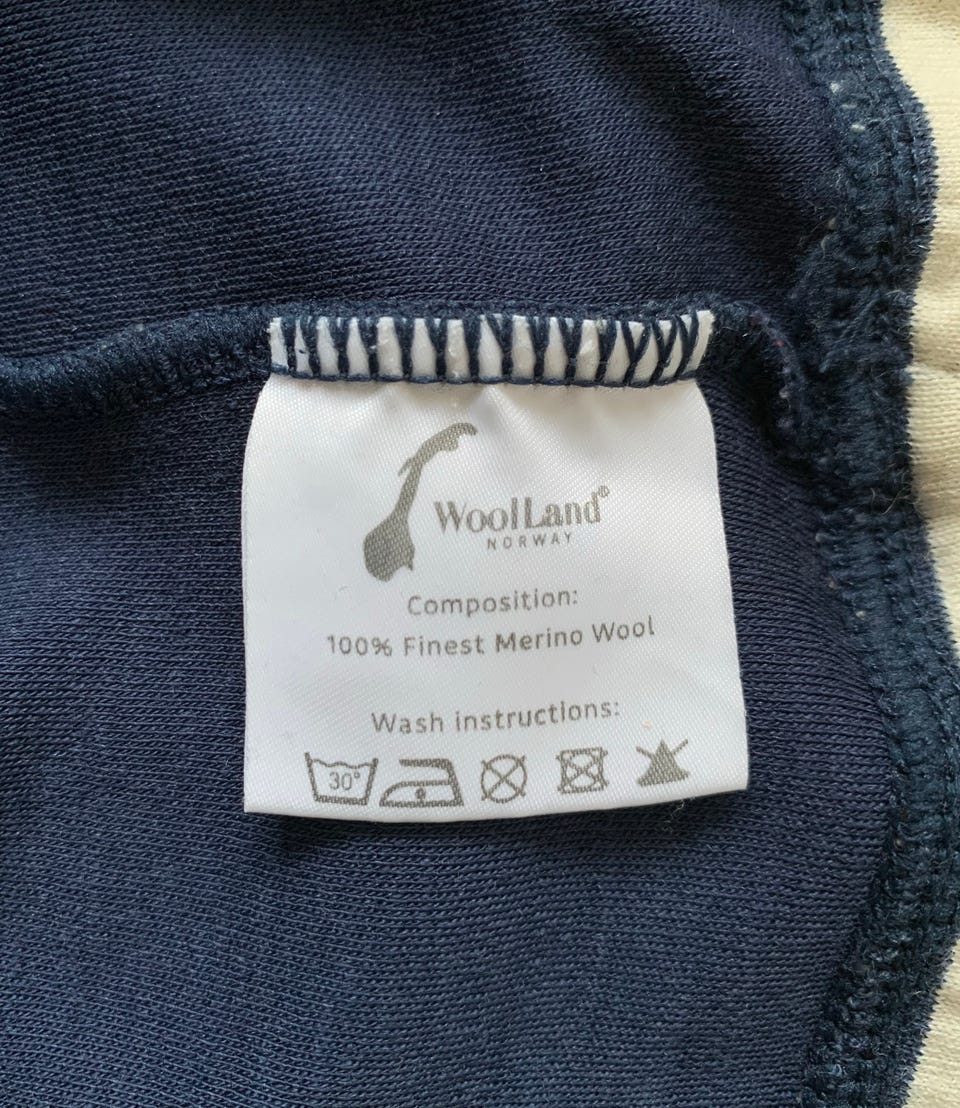 WoolLand®
NORWAY
Composition:
100% Finest Merino Wool
Wash instructions:
30°